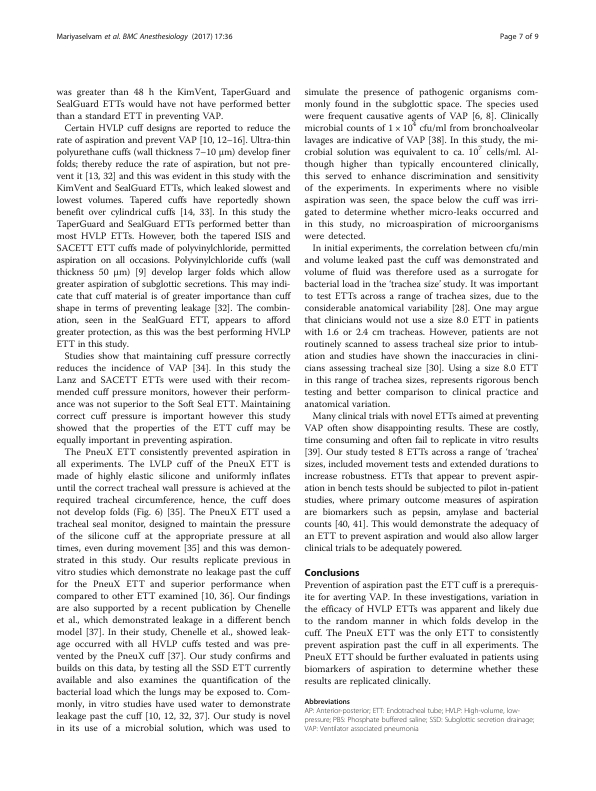 Mariyaselvam et al. BMC Anesthesiology (2017) 17:36
Page 7 of 9
was greater than 48 h the KimVent, TaperGuard and
SealGuard ETTs would have not have performed better
than a standard ETT in preventing VAP.
Certain HVLP cuff designs are reported to reduce the
rate of aspiration and prevent VAP [10, 12–16]. Ultra-thin
polyurethane cuffs (wall thickness 7–10 μm) develop finer
folds; thereby reduce the rate of aspiration, but not pre-
vent it [13, 32] and this was evident in this study with the
KimVent and SealGuard ETTs, which leaked slowest and
lowest volumes. Tapered cuffs have reportedly shown
benefit over cylindrical cuffs [14, 33]. In this study the
TaperGuard and SealGuard ETTs performed better than
most HVLP ETTs. However, both the tapered ISIS and
SACETT ETT cuffs made of polyvinylchloride, permitted
aspiration on all occasions. Polyvinylchloride cuffs (wall
thickness 50 μm) [9] develop larger folds which allow
greater aspiration of subglottic secretions. This may indi-
cate that cuff material is of greater importance than cuff
shape in terms of preventing leakage [32]. The combin-
ation, seen in the SealGuard ETT, appears to afford
greater protection, as this was the best performing HVLP
ETT in this study.
Studies show that maintaining cuff pressure correctly
reduces the incidence of VAP [34]. In this study the
Lanz and SACETT ETTs were used with their recom-
mended cuff pressure monitors, however their perform-
ance was not superior to the Soft Seal ETT. Maintaining
correct cuff pressure is important however this study
showed that the properties of the ETT cuff may be
equally important in preventing aspiration.
The PneuX ETT consistently prevented aspiration in
all experiments. The LVLP cuff of the PneuX ETT is
made of highly elastic silicone and uniformly inflates
until the correct tracheal wall pressure is achieved at the
required tracheal circumference, hence, the cuff does
not develop folds (Fig. 6) [35]. The PneuX ETT used a
tracheal seal monitor, designed to maintain the pressure
of the silicone cuff at the appropriate pressure at all
times, even during movement [35] and this was demon-
strated in this study. Our results replicate previous in
vitro studies which demonstrate no leakage past the cuff
for the PneuX ETT and superior performance when
compared to other ETT examined [10, 36]. Our findings
are also supported by a recent publication by Chenelle
et al., which demonstrated leakage in a different bench
model [37]. In their study, Chenelle et al., showed leak-
age occurred with all HVLP cuffs tested and was pre-
vented by the PneuX cuff [37]. Our study confirms and
builds on this data, by testing all the SSD ETT currently
available and also examines the quantification of the
bacterial load which the lungs may be exposed to. Com-
monly, in vitro studies have used water to demonstrate
leakage past the cuff [10, 12, 32, 37]. Our study is novel
in its use of a microbial solution, which was used to
simulate the presence of pathogenic organisms com-
monly found in the subglottic space. The species used
were frequent causative agents of VAP [6, 8]. Clinically
microbial counts of 1 × 10⁴ cfu/ml from bronchoalveolar
lavages are indicative of VAP [38]. In this study, the mi-
crobial solution was equivalent to ca. 10⁷ cells/ml. Al-
though higher than typically encountered clinically,
this served to enhance discrimination and sensitivity
of the experiments. In experiments where no visible
aspiration was seen, the space below the cuff was irri-
gated to determine whether micro-leaks occurred and
in this study, no microaspiration of microorganisms
were detected.
In initial experiments, the correlation between cfu/min
and volume leaked past the cuff was demonstrated and
volume of fluid was therefore used as a surrogate for
bacterial load in the 'trachea size' study. It was important
to test ETTs across a range of trachea sizes, due to the
considerable anatomical variability [28]. One may argue
that clinicians would not use a size 8.0 ETT in patients
with 1.6 or 2.4 cm tracheas. However, patients are not
routinely scanned to assess tracheal size prior to intub-
ation and studies have shown the inaccuracies in clini-
cians assessing tracheal size [30]. Using a size 8.0 ETT
in this range of trachea sizes, represents rigorous bench
testing and better comparison to clinical practice and
anatomical variation.
Many clinical trials with novel ETTs aimed at preventing
VAP often show disappointing results. These are costly,
time consuming and often fail to replicate in vitro results
[39]. Our study tested 8 ETTs across a range of 'trachea'
sizes, included movement tests and extended durations to
increase robustness. ETTs that appear to prevent aspir-
ation in bench tests should be subjected to pilot in-patient
studies, where primary outcome measures of aspiration
are biomarkers such as pepsin, amylase and bacterial
counts [40, 41]. This would demonstrate the adequacy of
an ETT to prevent aspiration and would also allow larger
clinical trials to be adequately powered.
Conclusions
Prevention of aspiration past the ETT cuff is a prerequis-
ite for averting VAP. In these investigations, variation in
the efficacy of HVLP ETTs was apparent and likely due
to the random manner in which folds develop in the
cuff. The PneuX ETT was the only ETT to consistently
prevent aspiration past the cuff in all experiments. The
PneuX ETT should be further evaluated in patients using
biomarkers of aspiration to determine whether these
results are replicated clinically.
Abbreviations
AP: Anterior-posterior; ETT: Endotracheal tube; HVLP: High-volume, low-
pressure; PBS: Phosphate buffered saline; SSD: Subglottic secretion drainage;
VAP: Ventilator associated pneumonia